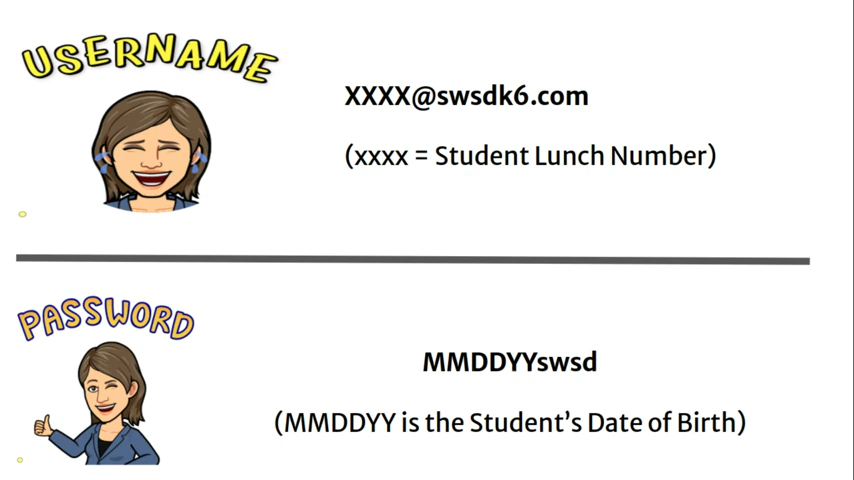 USERNAME
XXXX@swsdk6.com
(xxxx = Student Lunch Number)
PASSWORD
MMDDYYswsd
(MMDDYY is the Student's Date of Birth)